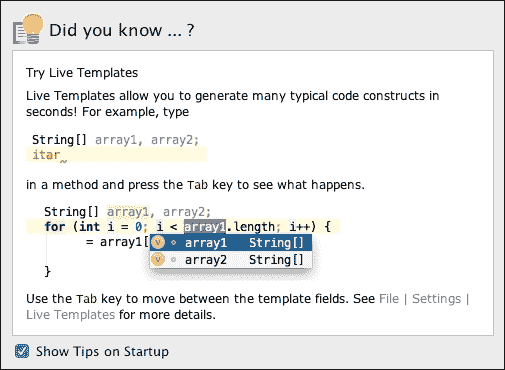 Did you know ... ?
Try Live Templates
Live Templates allow you to generate many typical code constructs in
seconds! For example, type
String[] array1, array2;
itar
in a method and press the Tab key to see what happens.
String[] array1, array2;
for (int i = 0; i < array1.length; i++) {
= array1[
array1 String[]
array2 String[]
}
Use the Tab key to move between the template fields. See File | Settings |
Live Templates for more details.
Show Tips on Startup